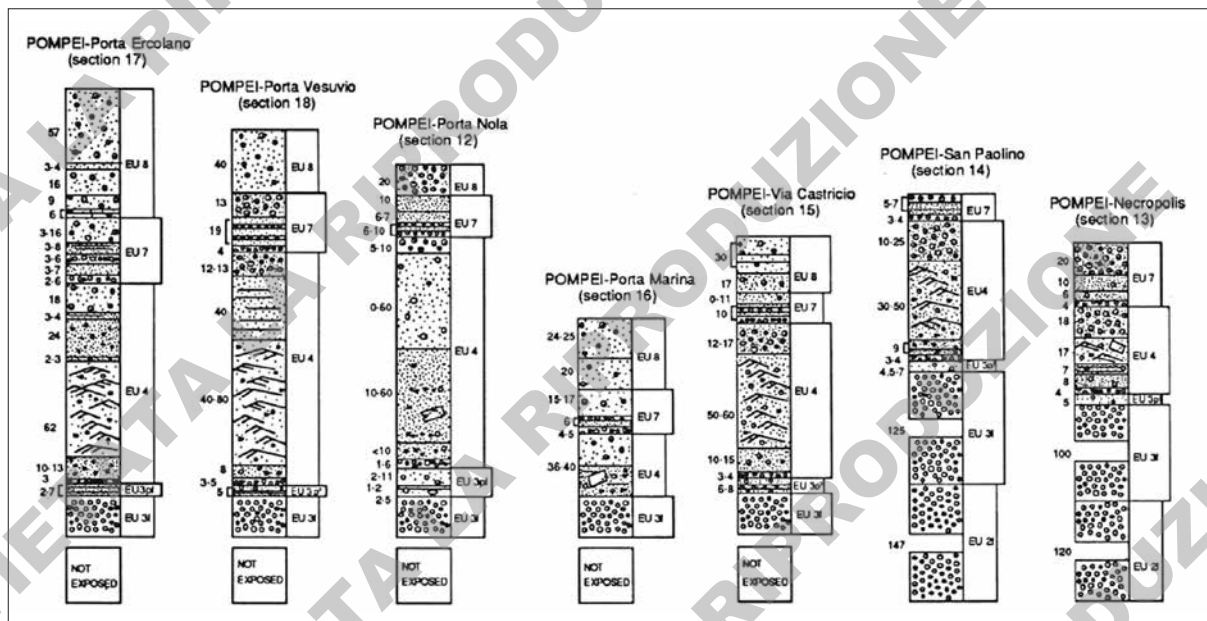 POMPEI-Porta Ercolano
(section 17)
57
3-4
16
9
6
3-16
3-8
3-6
3-7
2-6
18
3-4
24
2-3
62
10-13
3
2-7
EU 8
EU 7
EU 4
EU3pl
EU 3l
NOT
EXPOSED
POMPEI-Porta Vesuvio
(section 18)
40
13
19
4
12-13
40
40-80
8
3-5
5
EU 8
EU 7
EU 4
EU 3l
NOT
EXPOSED
POMPEI-Porta Nola
(section 12)
20
10
6-7
6-10
5-10
0-60
10-60
<10
1-6
2-11
1-2
2-5
EU 8
EU 7
EU 4
EU 3pl
EU 3l
NOT
EXPOSED
POMPEI-Porta Marina
(section 16)
24-25
20
15-17
6
4-5
36-40
EU 8
EU 7
EU 4
EU 3l
NOT
EXPOSED
POMPEI-Via Castricio
(section 15)
30
17
0-11
10
12-17
50-60
10-15
3-4
6-8
EU 8
EU 7
EU 4
EU 3l
NOT
EXPOSED
POMPEI-San Paolino
(section 14)
5-7
3-4
10-25
30-50
9
3-4
4.5-7
125
147
EU 7
EU4
EU 3pl
EU 3l
EU 2l
POMPEI-Necropolis
(section 13)
20
10
6
4
18
17
7
8
4
5
100
120
EU 7
EU 4
EU3pl
EU 3l
EU 2l
VIETATA LA RIPRODUZIONE